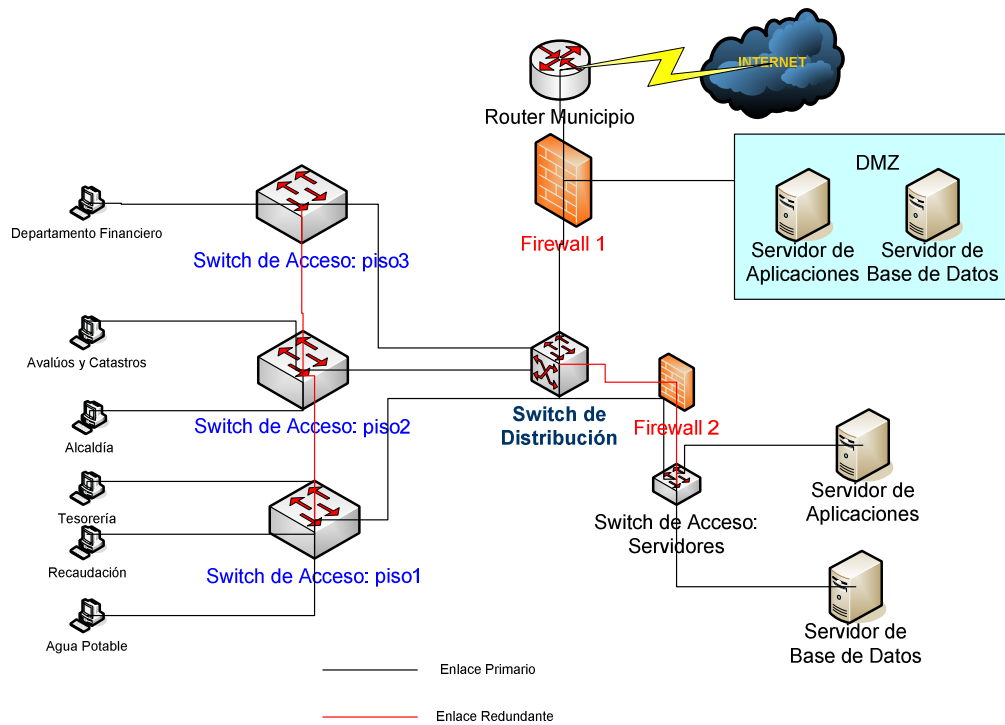 INTERNET
Router Municipio
DMZ
Servidor de
Aplicaciones
Servidor de
Base de Datos
Firewall 1
Departamento Financiero
Switch de Acceso: piso3
Avalúos y Catastros
Switch de Distribución
Firewall 2
Alcaldía
Switch de Acceso: piso2
Tesorería
Servidor de
Aplicaciones
Switch de Acceso:
Servidores
Recaudación
Switch de Acceso: piso1
Agua Potable
Servidor de
Base de Datos
Enlace Primario
Enlace Redundante